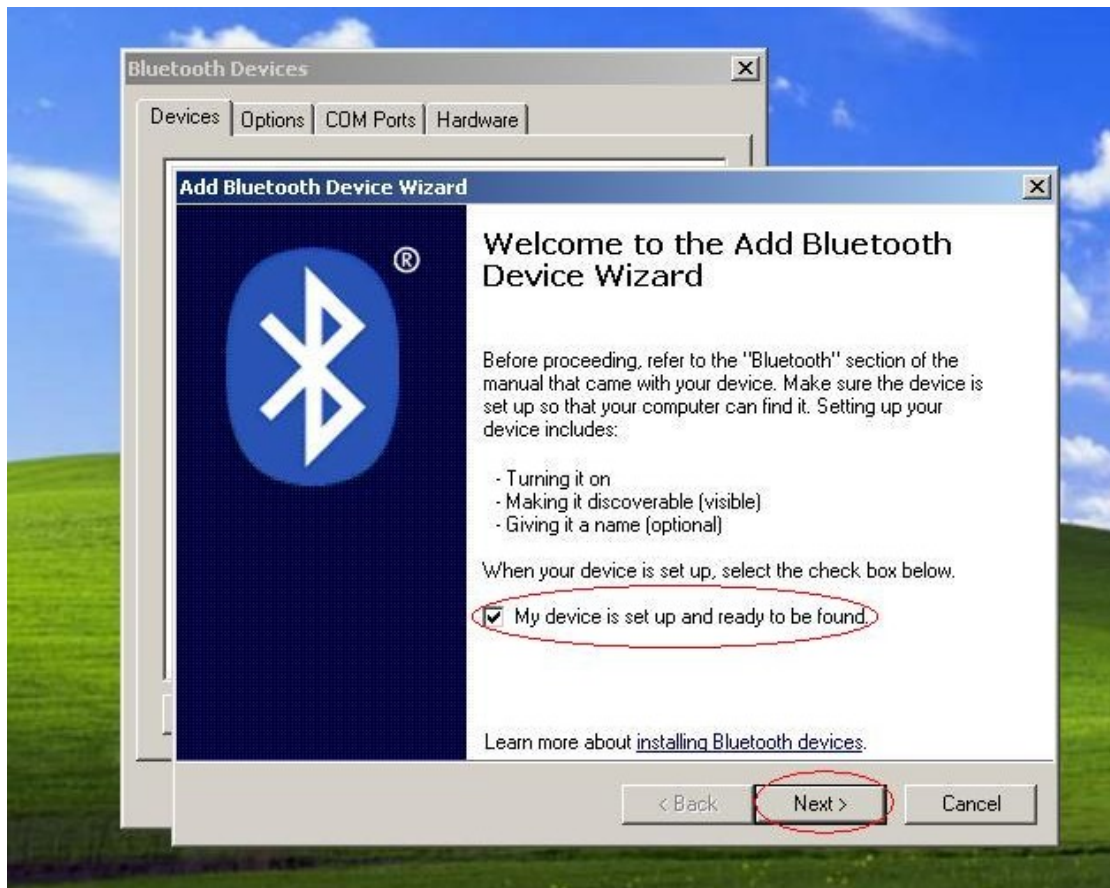 Bluetooth Devices
Devices Options COM Ports Hardware
Add Bluetooth Device Wizard
®
Welcome to the Add Bluetooth
Device Wizard
Before proceeding, refer to the "Bluetooth" section of the
manual that came with your device. Make sure the device is
set up so that your computer can find it. Setting up your
device includes:
- Turning it on
- Making it discoverable (visible)
- Giving it a name (optional)
When your device is set up, select the check box below.
My device is set up and ready to be found.
Learn more about installing Bluetooth devices.
< Back Next > Cancel